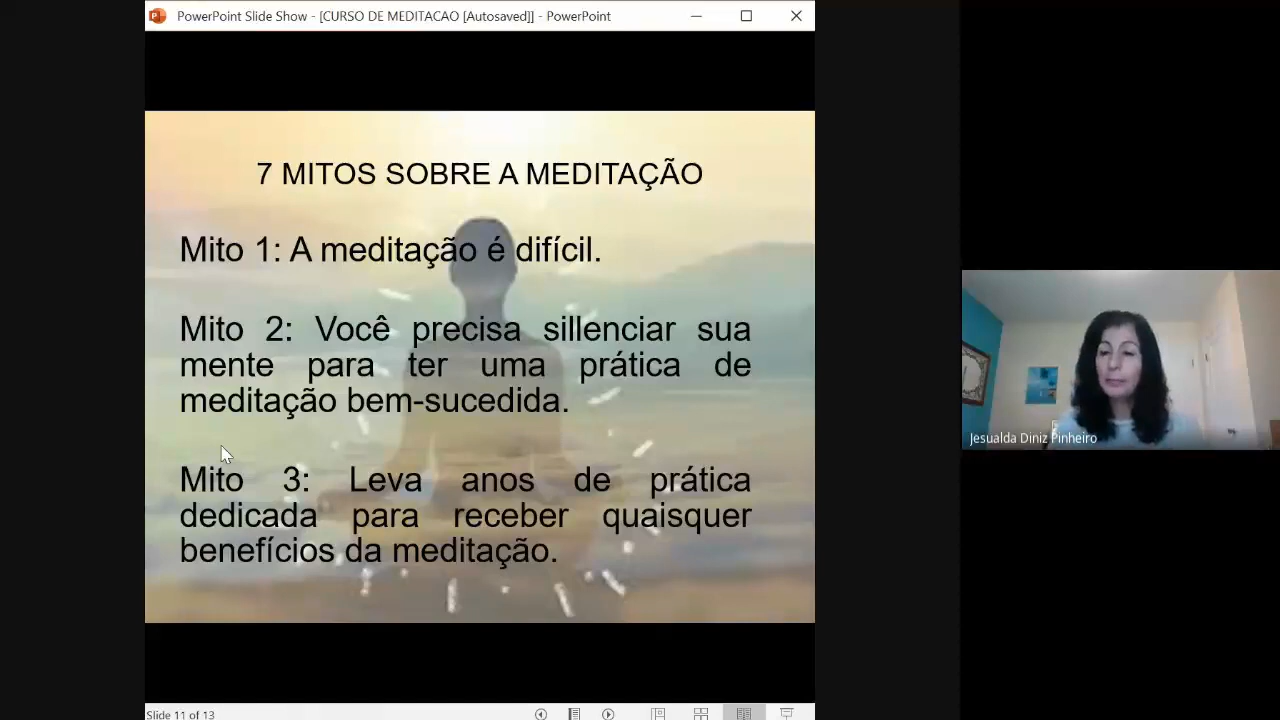 PowerPoint Slide Show - [CURSO DE MEDITACAO [Autosaved]] - PowerPoint
7 MITOS SOBRE A MEDITAÇÃO
Mito 1: A meditação é difícil.
Mito 2: Você precisa sillenciar sua
mente para ter uma prática de
meditação bem-sucedida.
Mito 3: Leva anos de prática
dedicada para receber quaisquer
benefícios da meditação.
Jesualda Diniz Pinheiro
Slide 11 of 13